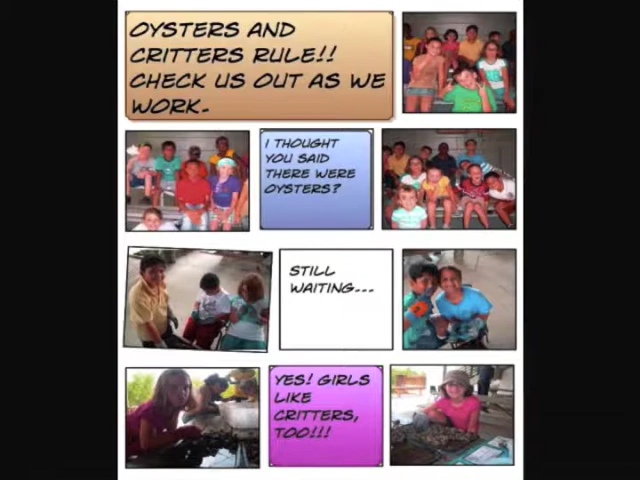 OYSTERS AND
CRITTERS RULE!!
CHECK US OUT AS WE
WORK-
I THOUGHT
YOU SAID
THERE WERE
OYSTERS?
STILL
WAITING...
YES! GIRLS
LIKE
CRITTERS,
TOO!!!